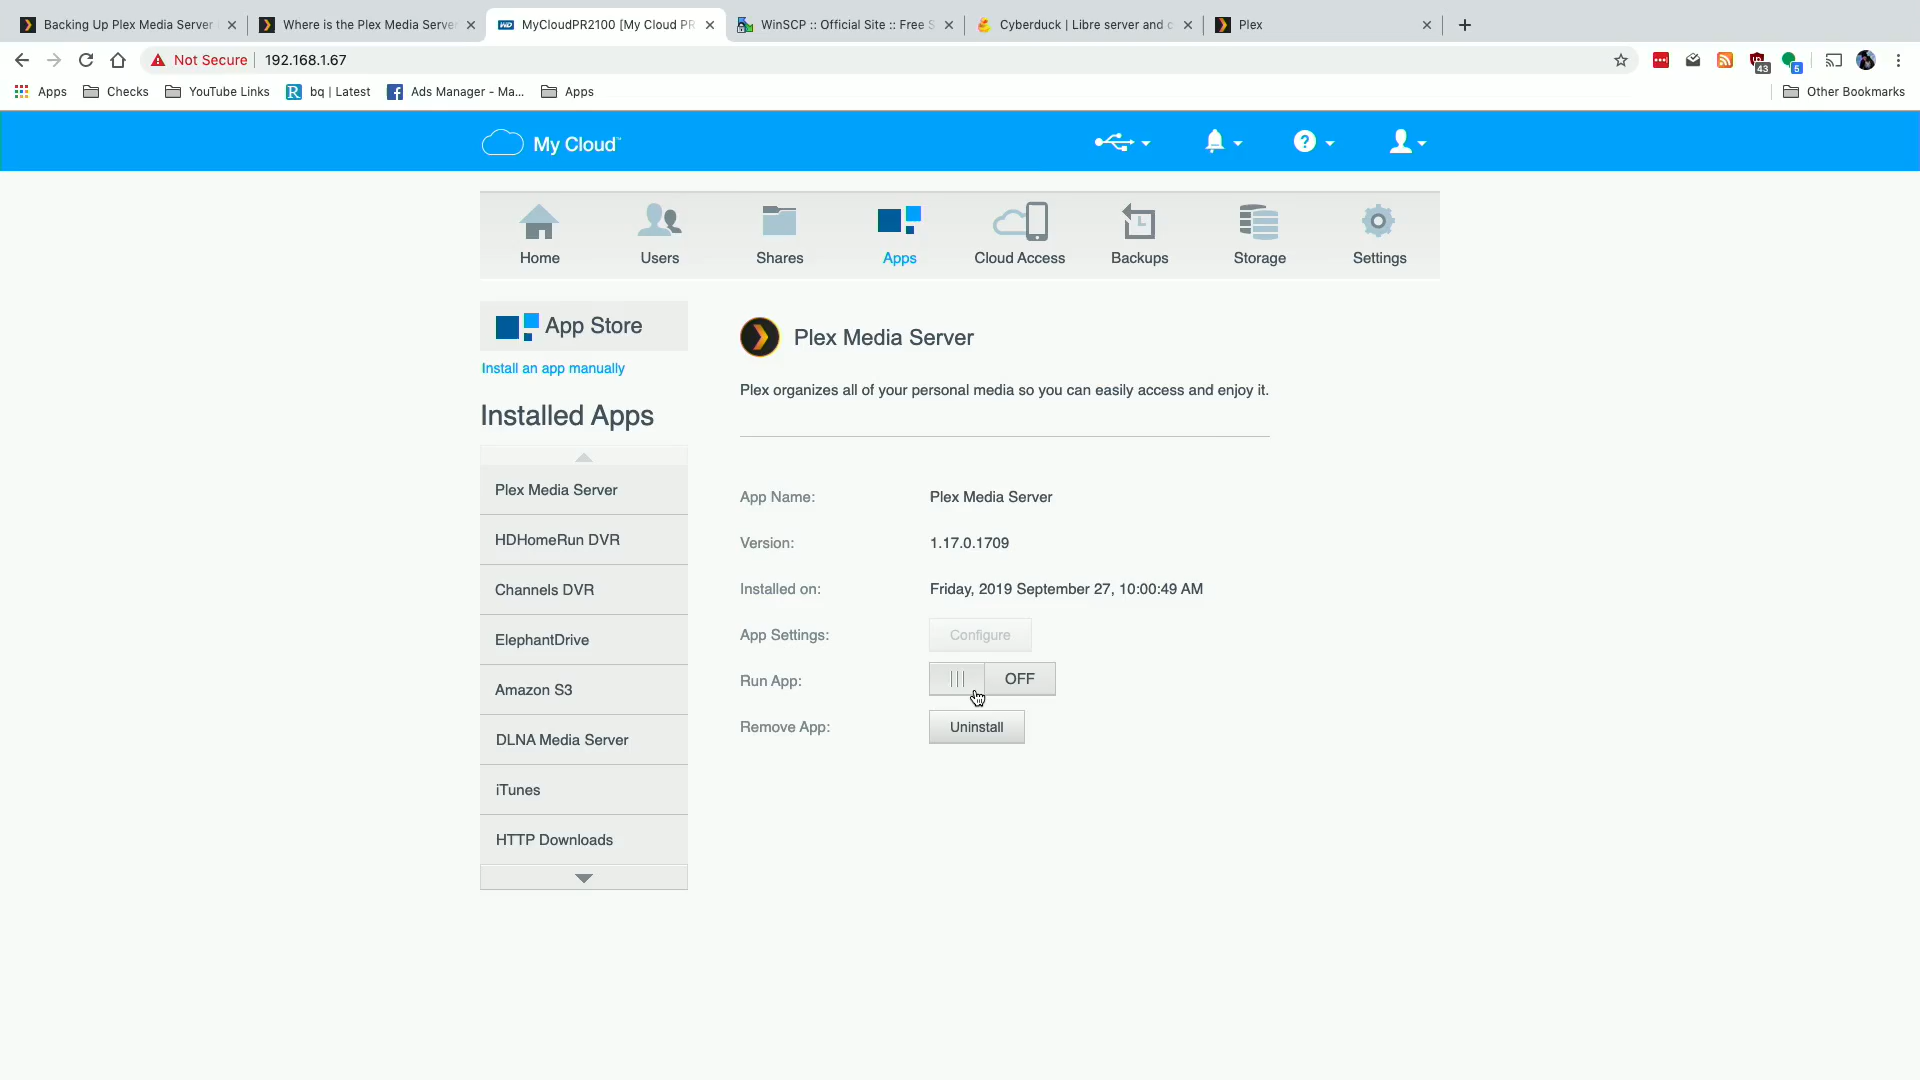 Backing Up Plex Media Server
Where is the Plex Media Server
MyCloudPR2100 [My Cloud PR
WinSCP :: Official Site :: Free S
Cyberduck | Libre server and c
Plex
Not Secure
192.168.1.67
43
5
Apps
Checks
YouTube Links
R
bq | Latest
Ads Manager - Ma...
Apps
Other Bookmarks
My Cloud™
?
Home
Users
Shares
Apps
Cloud Access
Backups
Storage
Settings
App Store
Install an app manually
Installed Apps
Plex Media Server
HDHomeRun DVR
Channels DVR
ElephantDrive
Amazon S3
DLNA Media Server
iTunes
HTTP Downloads
Plex Media Server
Plex organizes all of your personal media so you can easily access and enjoy it.
App Name: Plex Media Server
Version: 1.17.0.1709
Installed on: Friday, 2019 September 27, 10:00:49 AM
App Settings: Configure
Run App: OFF
Remove App: Uninstall